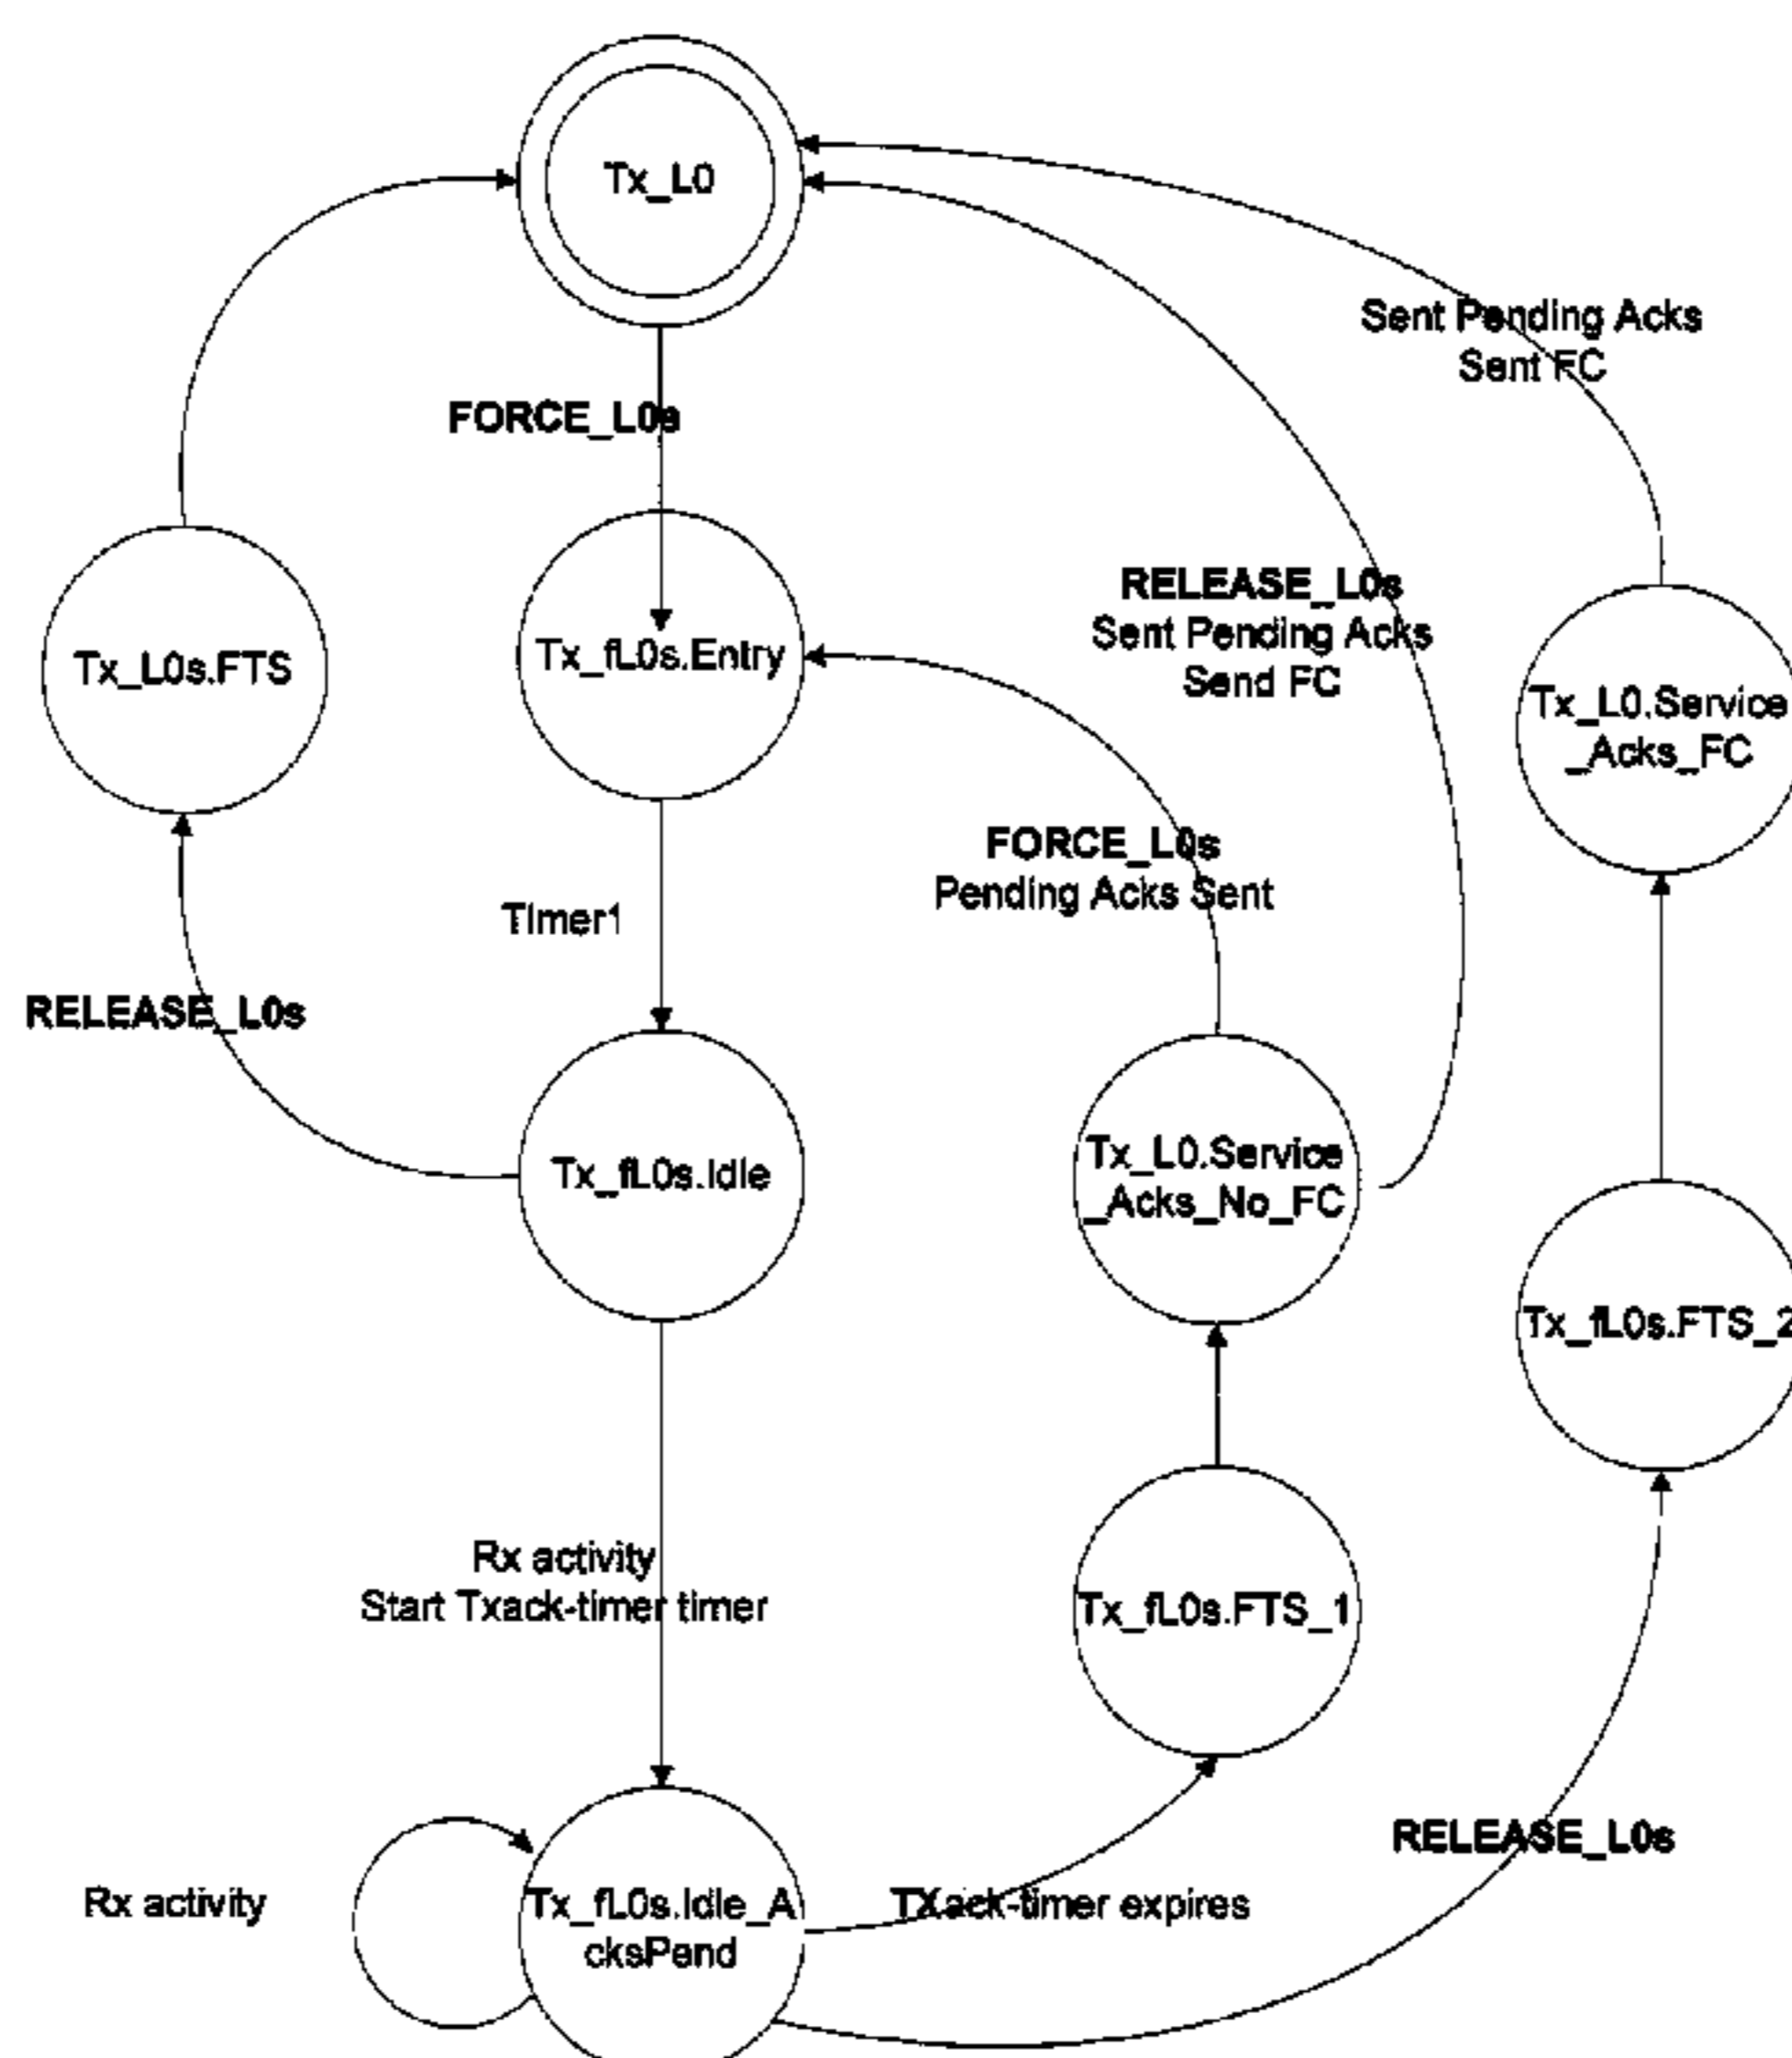 Tx_L0
Sent Pending Acks
Sent FC
FORCE_L0s
RELEASE_L0s
Sent Pending Acks
Send FC
Tx_L0s.FTS
Tx_fL0s.Entry
Tx_L0.Service
_Acks_FC
FORCE_L0s
Pending Acks Sent
Timer1
RELEASE_L0s
Tx_fL0s.Idle
Tx_L0.Service
_Acks_No_FC
Tx_fL0s.FTS_2
Rx activity
Start Txack-timer timer
Tx_fL0s.FTS_1
RELEASE_L0s
Rx activity
Tx_fL0s.Idle_A
cksPend
TXack-timer expires